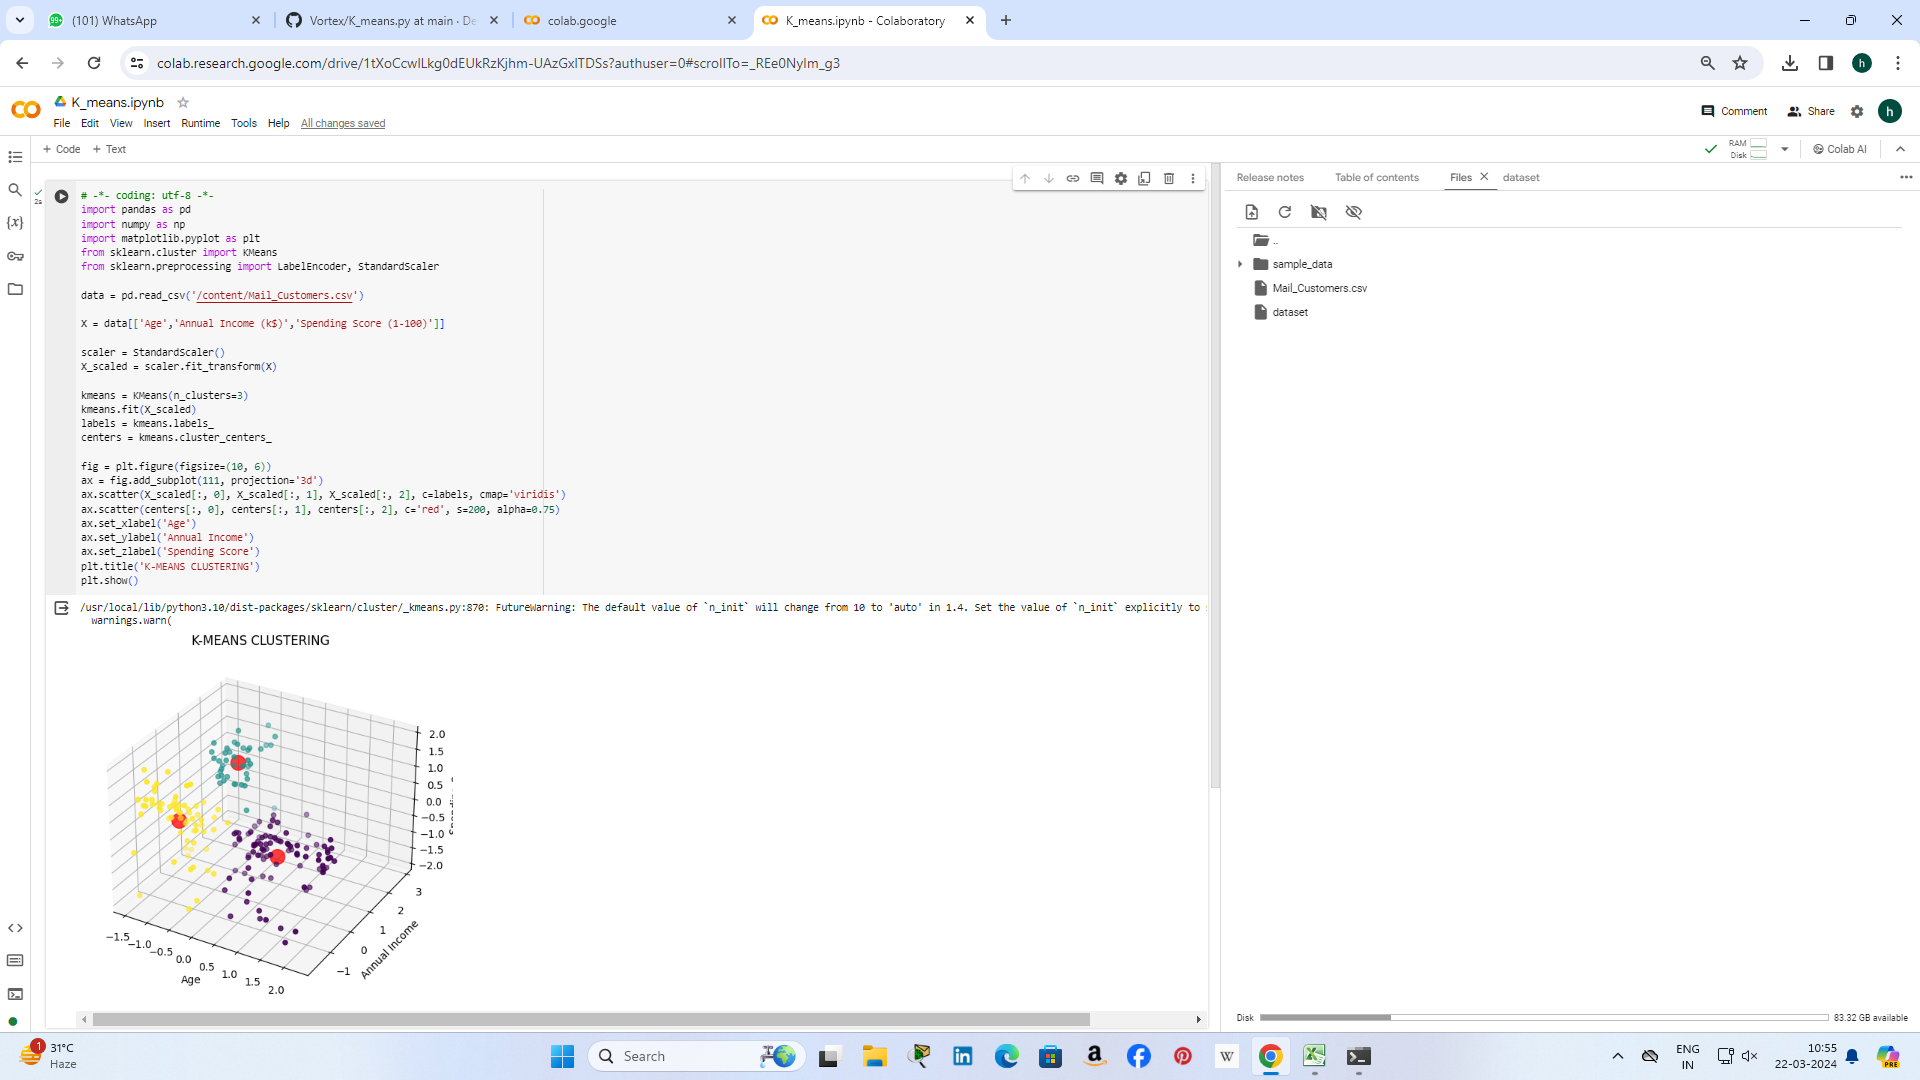 (101) WhatsApp
Vortex/K_means.py at main · De
colab.google
K_means.ipynb - Colaboratory
colab.research.google.com/drive/1tXoCcwlLkg0dEUkRzKjhm-UAzGxlTDSs?authuser=0#scrollTo=_REe0NyIm_g3
h
CO K_means.ipynb
File Edit View Insert Runtime Tools Help All changes saved
Comment Share h
+ Code + Text
RAM
Disk
Colab AI
2s
# -*- coding: utf-8 -*-
import pandas as pd
import numpy as np
import matplotlib.pyplot as plt
from sklearn.cluster import KMeans
from sklearn.preprocessing import LabelEncoder, StandardScaler
data = pd.read_csv('/content/Mail_Customers.csv')
X = data[['Age','Annual Income (k$)','Spending Score (1-100)']]
scaler = StandardScaler()
X_scaled = scaler.fit_transform(X)
kmeans = KMeans(n_clusters=3)
kmeans.fit(X_scaled)
labels = kmeans.labels_
centers = kmeans.cluster_centers_
fig = plt.figure(figsize=(10, 6))
ax = fig.add_subplot(111, projection='3d')
ax.scatter(X_scaled[:, 0], X_scaled[:, 1], X_scaled[:, 2], c=labels, cmap='viridis')
ax.scatter(centers[:, 0], centers[:, 1], centers[:, 2], c='red', s=200, alpha=0.75)
ax.set_xlabel('Age')
ax.set_ylabel('Annual Income')
ax.set_zlabel('Spending Score')
plt.title('K-MEANS CLUSTERING')
plt.show()
/usr/local/lib/python3.10/dist-packages/sklearn/cluster/_kmeans.py:870: FutureWarning: The default value of `n_init` will change from 10 to 'auto' in 1.4. Set the value of `n_init` explicitly to
warnings.warn(
K-MEANS CLUSTERING
2.0
1.5
1.0
0.5
0.0
−0.5
−1.0
−1.5
−2.0
3
2
1
0
−1
Annual Income
−1.5
−1.0
−0.5
0.0
0.5
1.0
1.5
2.0
Age
Release notes Table of contents Files dataset
..
sample_data
Mail_Customers.csv
dataset
Disk 83.32 GB available
1
31°C
Haze
Search
W
PRE
ENG
IN
10:55
22-03-2024